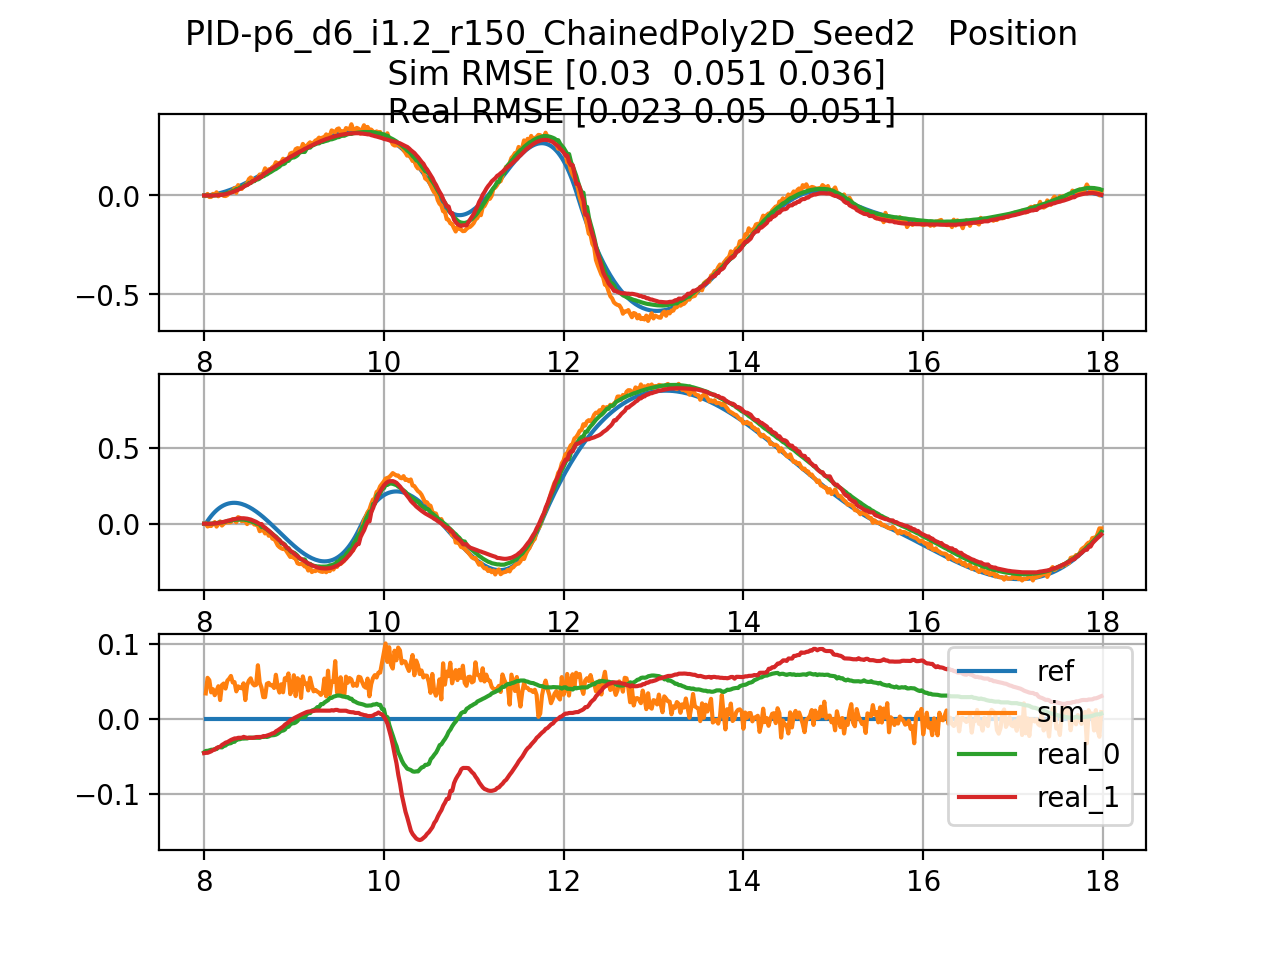 PID-p6_d6_i1.2_r150_ChainedPoly2D_Seed2   Position
Sim RMSE [0.03  0.051 0.036]
Real RMSE [0.023 0.05  0.051]
0.0
−0.5
8 10 12 14 16 18
0.5
0.0
8 10 12 14 16 18
0.1
0.0
−0.1
ref
sim
real_0
real_1
8 10 12 14 16 18